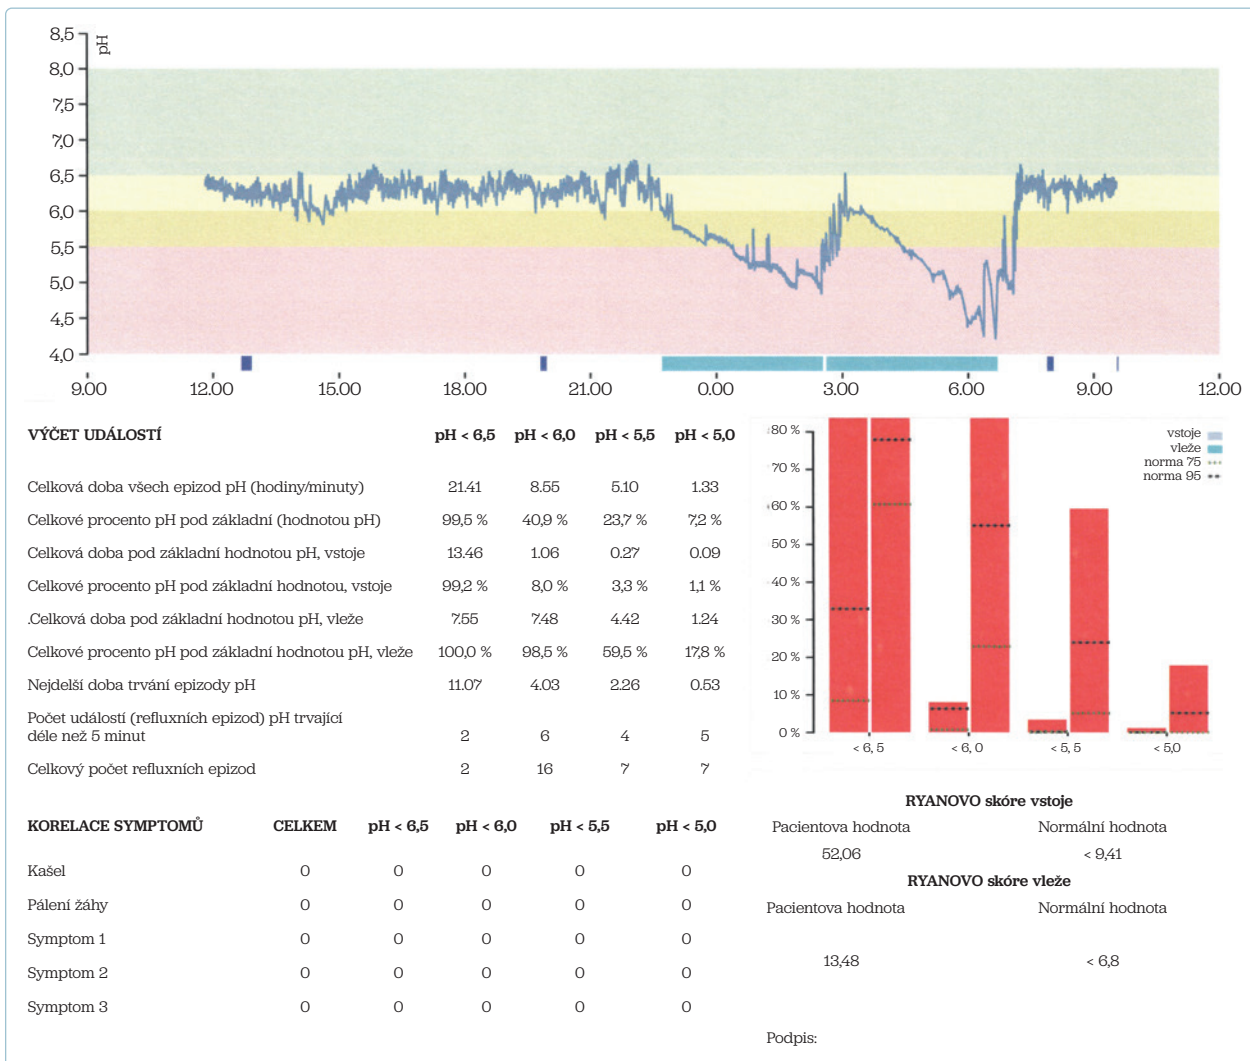 8,5
pH
8,0
7,5
7,0
6,5
6,0
5,5
5,0
4,5
4,0
9.00 12.00 15.00 18.00 21.00 0.00 3.00 6.00 9.00 12.00
VÝČET UDÁLOSTÍ pH < 6,5 pH < 6,0 pH < 5,5 pH < 5,0
Celková doba všech epizod pH (hodiny/minuty) 21.41 8.55 5.10 1.33
Celkové procento pH pod základní (hodnotou pH) 99,5 % 40,9 % 23,7 % 7,2 %
Celková doba pod základní hodnotou pH, vstoje 13.46 1.06 0.27 0.09
Celkové procento pH pod základní hodnotou, vstoje 99,2 % 8,0 % 3,3 % 1,1 %
.Celková doba pod základní hodnotou pH, vleže 7.55 7.48 4.42 1.24
Celkové procento pH pod základní hodnotou pH, vleže 100,0 % 98,5 % 59,5 % 17,8 %
Nejdelší doba trvání epizody pH 11.07 4.03 2.26 0.53
Počet událostí (refluxních epizod) pH trvající
déle než 5 minut 2 6 4 5
Celkový počet refluxních epizod 2 16 7 7
80 %
70 %
60 %
50 %
40 %
30 %
20 %
10 %
0 %
< 6,5 < 6,0 < 5,5 < 5,0
vstoje
vleže
norma 75
norma 95
KORELACE SYMPTOMŮ CELKEM pH < 6,5 pH < 6,0 pH < 5,5 pH < 5,0
Kašel 0 0 0 0 0
Pálení žáhy 0 0 0 0 0
Symptom 1 0 0 0 0 0
Symptom 2 0 0 0 0 0
Symptom 3 0 0 0 0 0
RYANOVO skóre vstoje
Pacientova hodnota Normální hodnota
52,06 < 9,41
RYANOVO skóre vleže
Pacientova hodnota Normální hodnota
13,48 < 6,8
Podpis: